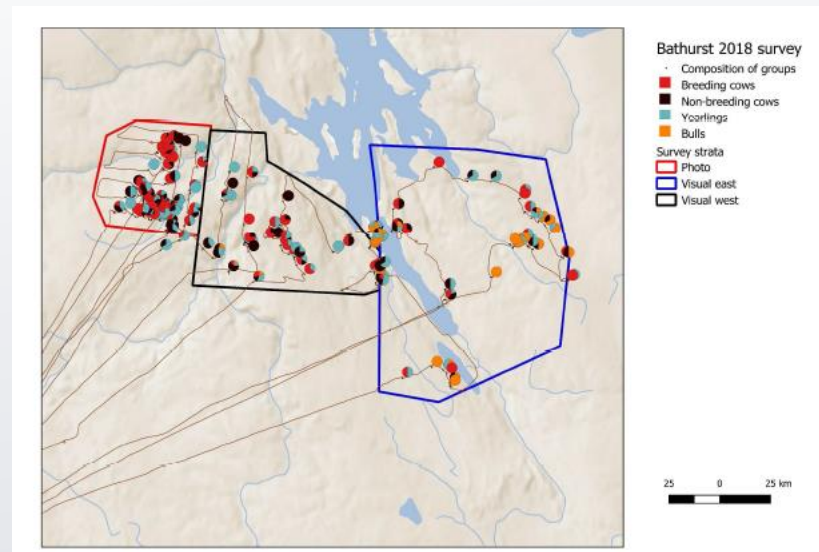 Bathurst 2018 survey
Composition of groups
Breeding cows
Non-breeding cows
Yearlings
Bulls
Survey strata
Photo
Visual east
Visual west
25 0 25 km